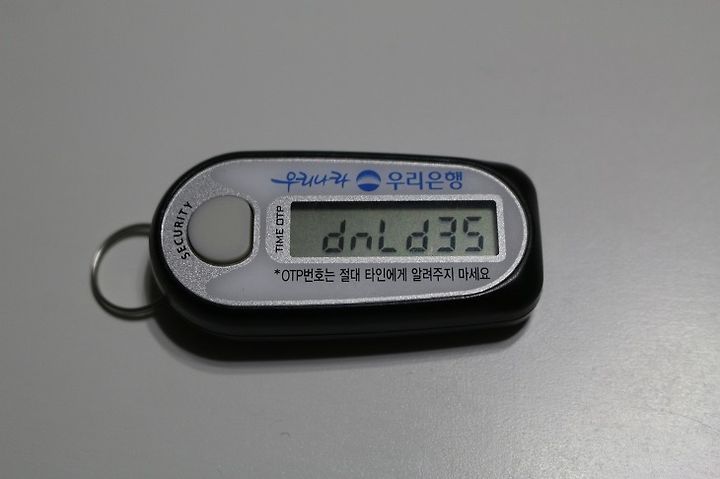 우리나라 우리은행
SECURITY
TIME OTP
dnLd35
*OTP번호는 절대 타인에게 알려주지 마세요